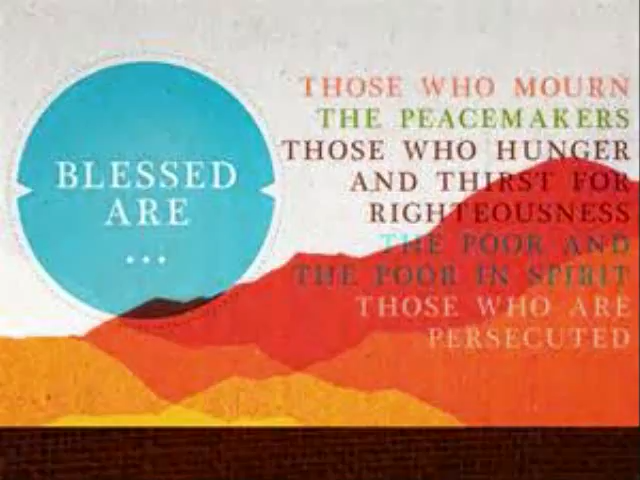 BLESSED
ARE
...
THOSE WHO MOURN
THE PEACEMAKERS
THOSE WHO HUNGER
AND THIRST FOR
RIGHTEOUSNESS
THE POOR AND
THE POOR IN SPIRIT
THOSE WHO ARE
PERSECUTED